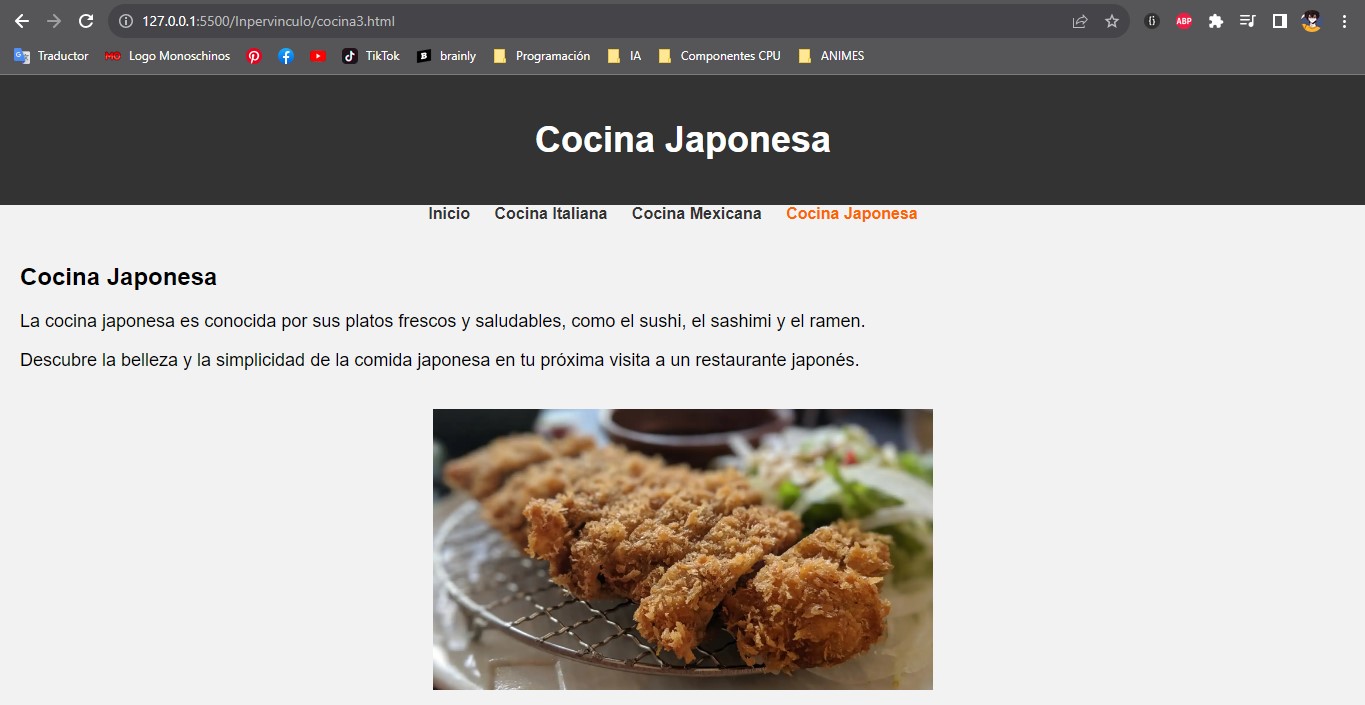 127.0.0.1:5500/Inpervinculo/cocina3.html
ABP
Traductor Logo Monoschinos TikTok brainly Programación IA Componentes CPU ANIMES
Cocina Japonesa
Inicio Cocina Italiana Cocina Mexicana Cocina Japonesa
Cocina Japonesa
La cocina japonesa es conocida por sus platos frescos y saludables, como el sushi, el sashimi y el ramen.
Descubre la belleza y la simplicidad de la comida japonesa en tu próxima visita a un restaurante japonés.